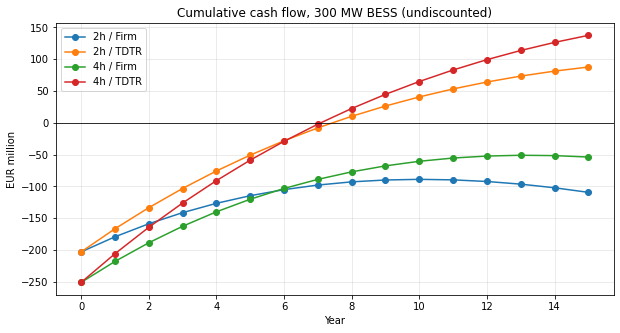 Cumulative cash flow, 300 MW BESS (undiscounted)
2h / Firm
2h / TDTR
4h / Firm
4h / TDTR
EUR million
150
100
50
0
−50
−100
−150
−200
−250
0 2 4 6 8 10 12 14
Year